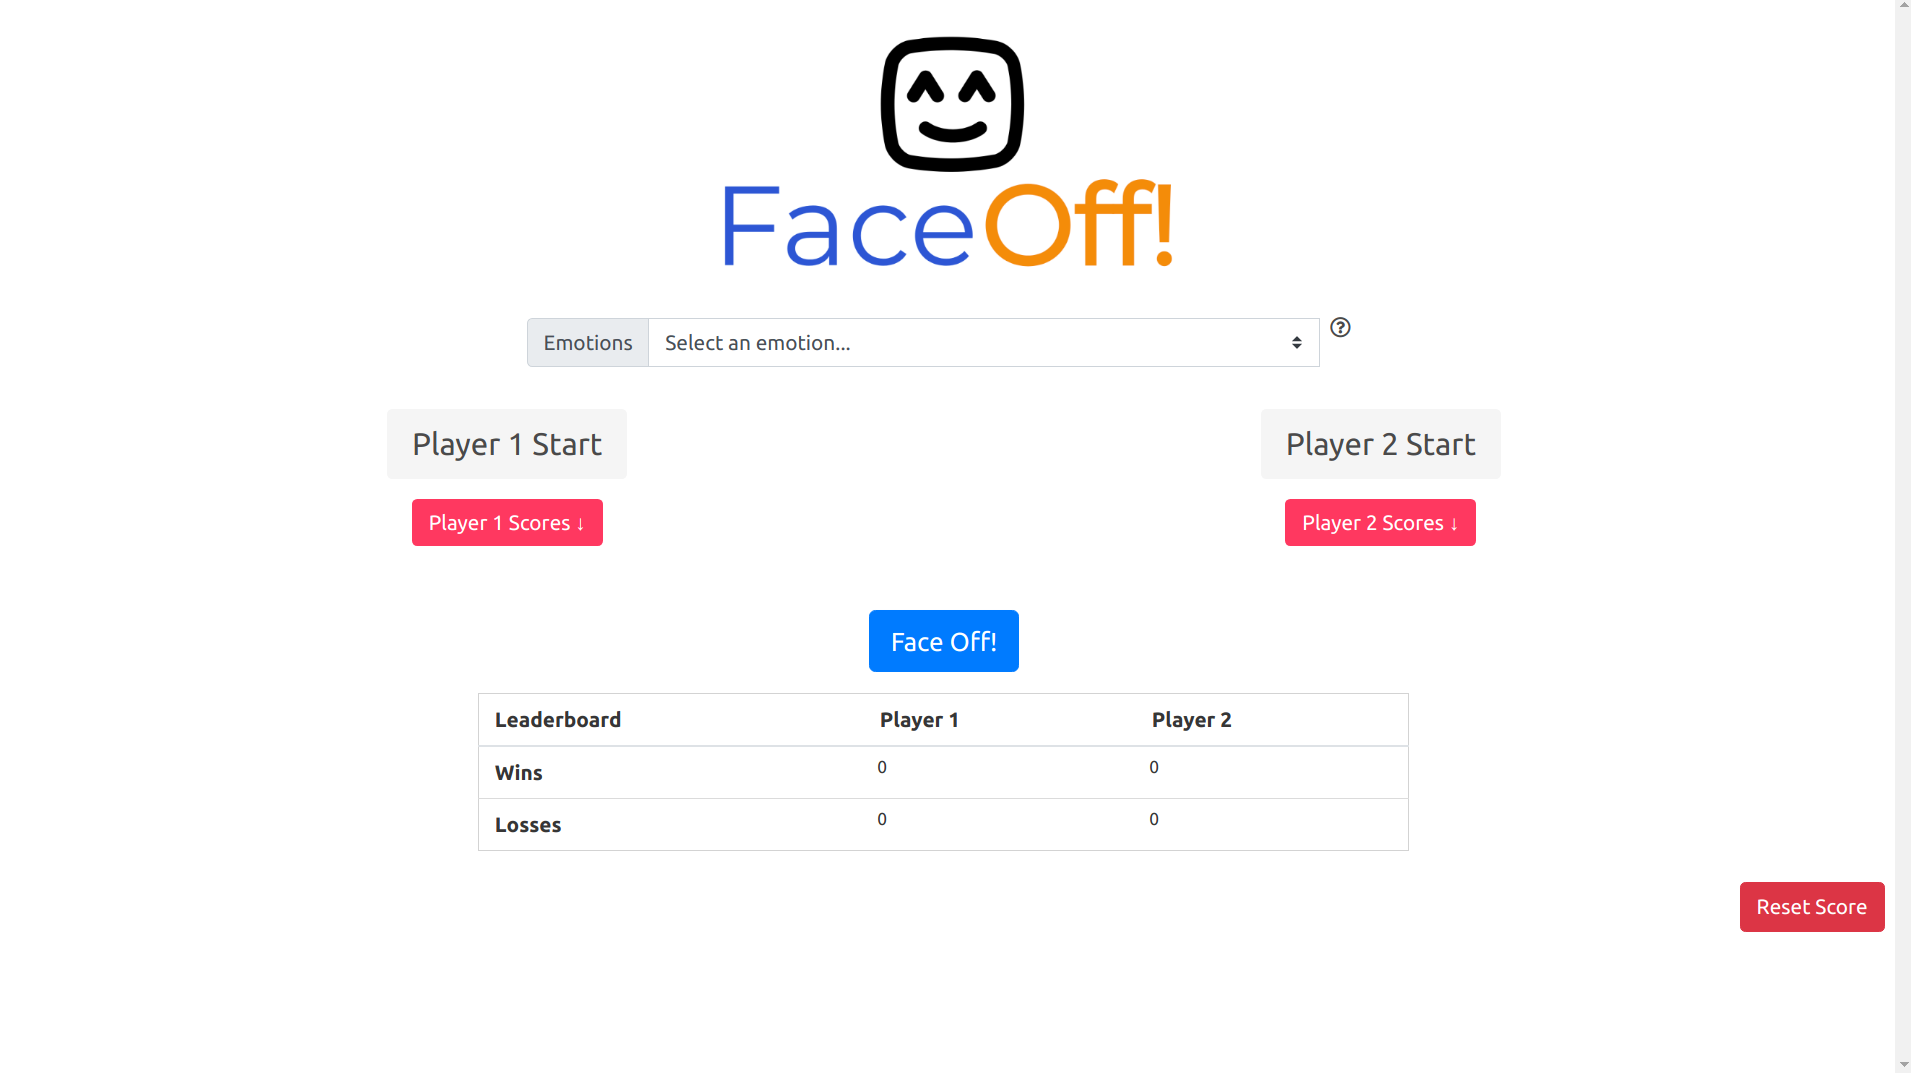 FaceOff!
Emotions Select an emotion...
Player 1 Start Player 2 Start
Player 1 Scores ↓ Player 2 Scores ↓
Face Off!
Leaderboard Player 1 Player 2
Wins 0 0
Losses 0 0
Reset Score